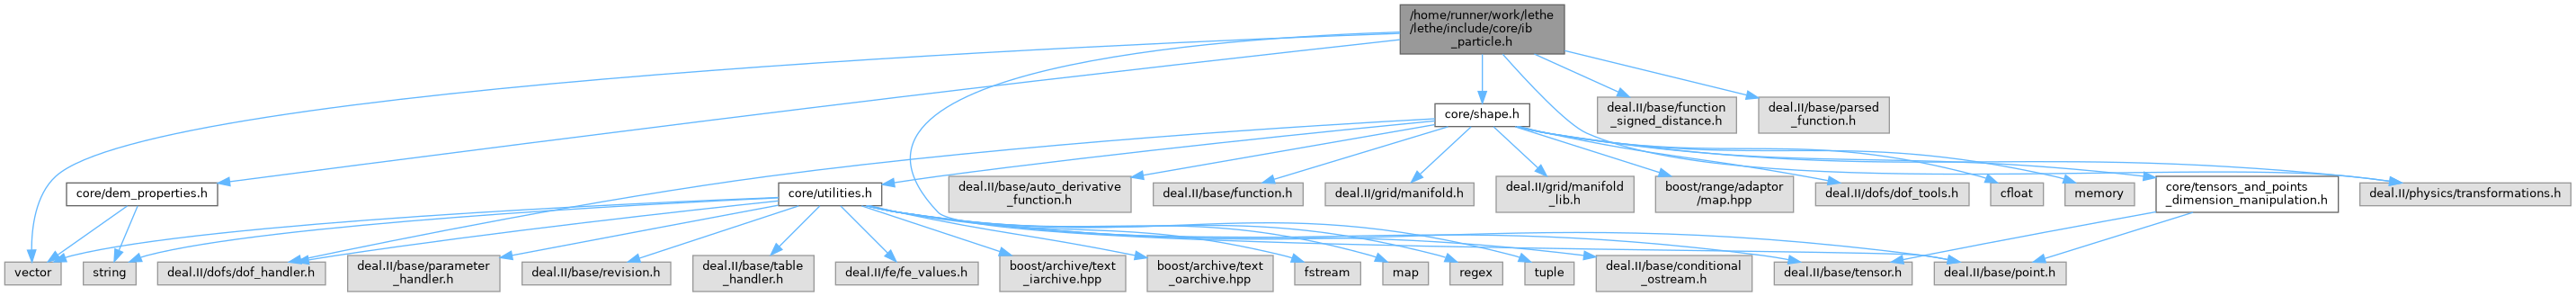 /home/runner/work/lethe
/lethe/include/core/ib
_particle.h
core/shape.h
deal.II/base/function
_signed_distance.h
deal.II/base/parsed
_function.h
core/dem_properties.h
core/utilities.h
deal.II/base/auto_derivative
_function.h
deal.II/base/function.h
deal.II/grid/manifold.h
deal.II/grid/manifold
_lib.h
boost/range/adaptor
/map.hpp
deal.II/dofs/dof_tools.h
cfloat
memory
core/tensors_and_points
_dimension_manipulation.h
deal.II/physics/transformations.h
vector
string
deal.II/dofs/dof_handler.h
deal.II/base/parameter
_handler.h
deal.II/base/revision.h
deal.II/base/table
_handler.h
deal.II/fe/fe_values.h
boost/archive/text
_iarchive.hpp
boost/archive/text
_oarchive.hpp
fstream
map
regex
tuple
deal.II/base/conditional
_ostream.h
deal.II/base/tensor.h
deal.II/base/point.h